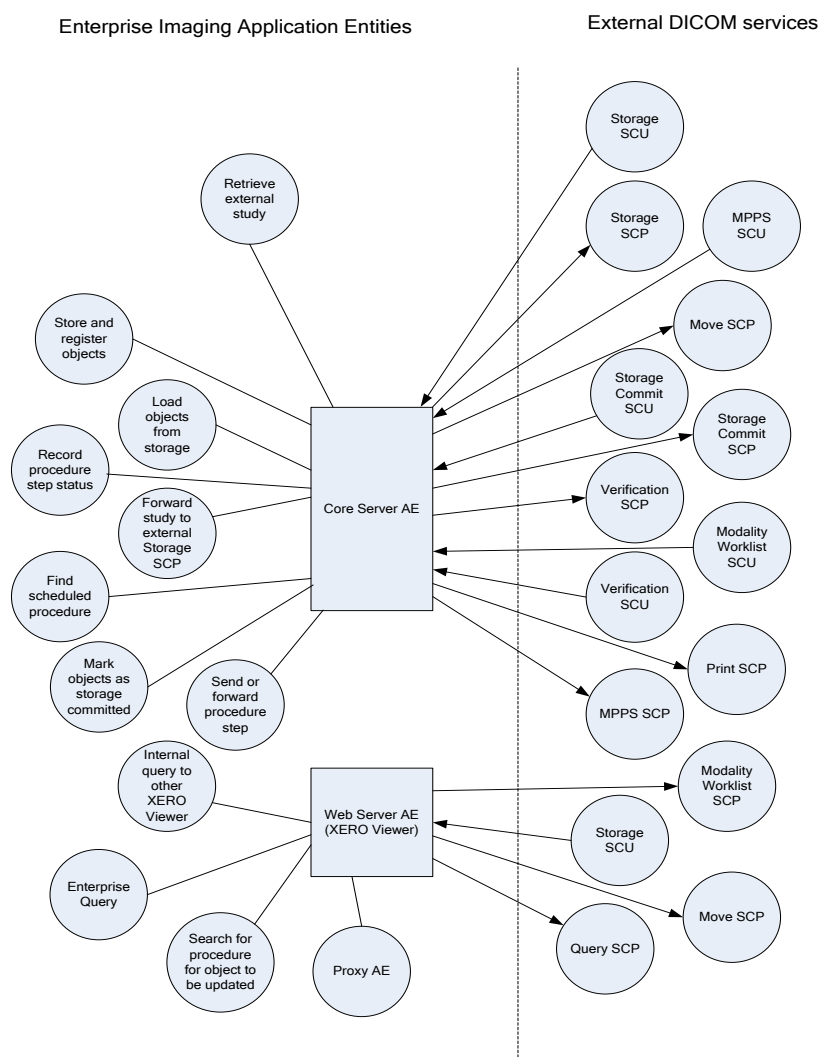 Enterprise Imaging Application Entities
External DICOM services
Storage
SCU
Retrieve
external
study
Storage
SCP
MPPS
SCU
Store and
register
objects
Move SCP
Load
objects
from
storage
Storage
Commit
SCU
Storage
Commit
SCP
Record
procedure
step status
Forward
study to
external
Storage
SCP
Core Server AE
Verification
SCP
Modality
Worklist
SCU
Find
scheduled
procedure
Verification
SCU
Mark
objects as
storage
committed
Send or
forward
procedure
step
Print SCP
MPPS SCP
Internal
query to
other
XERO
Viewer
Web Server AE
(XERO Viewer)
Modality
Worklist
SCP
Storage
SCU
Enterprise
Query
Move SCP
Search for
procedure
for object to
be updated
Proxy AE
Query SCP